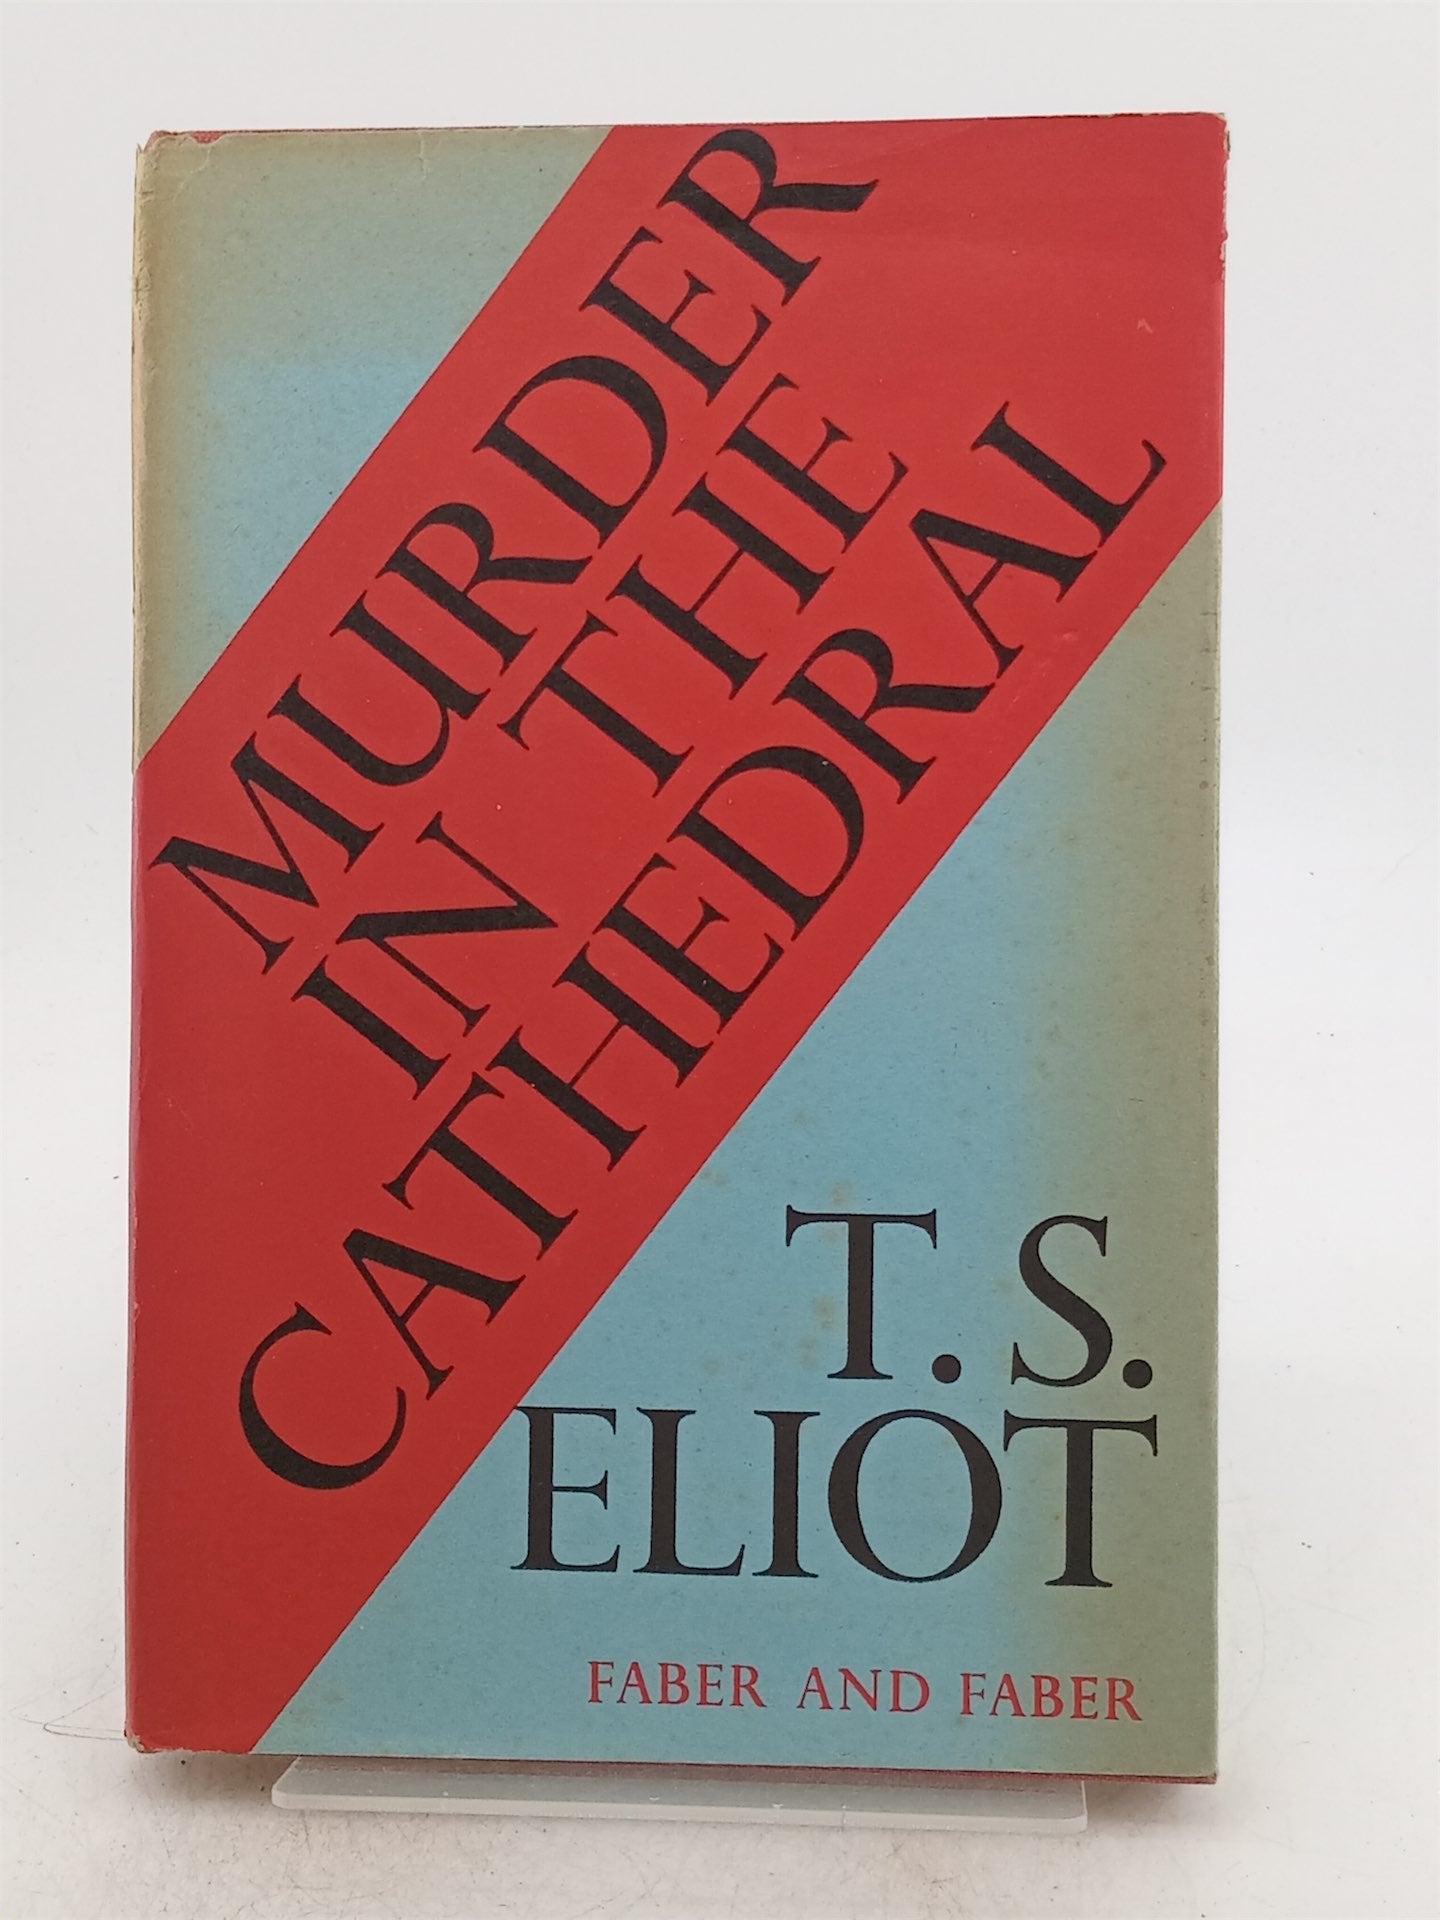 MURDER
IN THE
CATHEDRAL
T. S.
ELIOT
FABER AND FABER